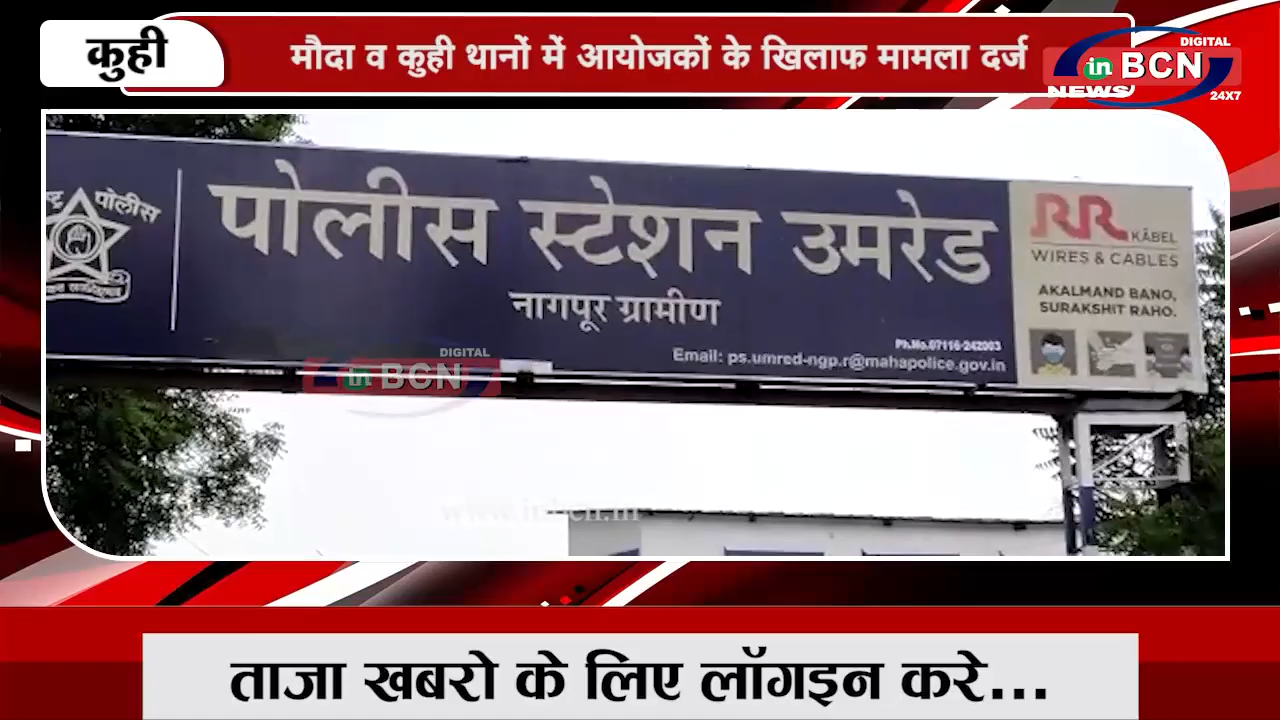 कुही
मौदा व कुही थानों में आयोजकों के खिलाफ मामला दर्ज
DIGITAL
in BCN
NEWS
24X7
पोलीस
पोलीस स्टेशन उमरेड
नागपूर ग्रामीण
Ph.No.07116-242003
Email: ps.umred-ngp.r@mahapolice.gov.in
RR KABEL
WIRES & CABLES
AKALMAND BANO,
SURAKSHIT RAHO.
DIGITAL
in BCN
www.inbcn.in
ताजा खबरो के लिए लॉगइन करे...